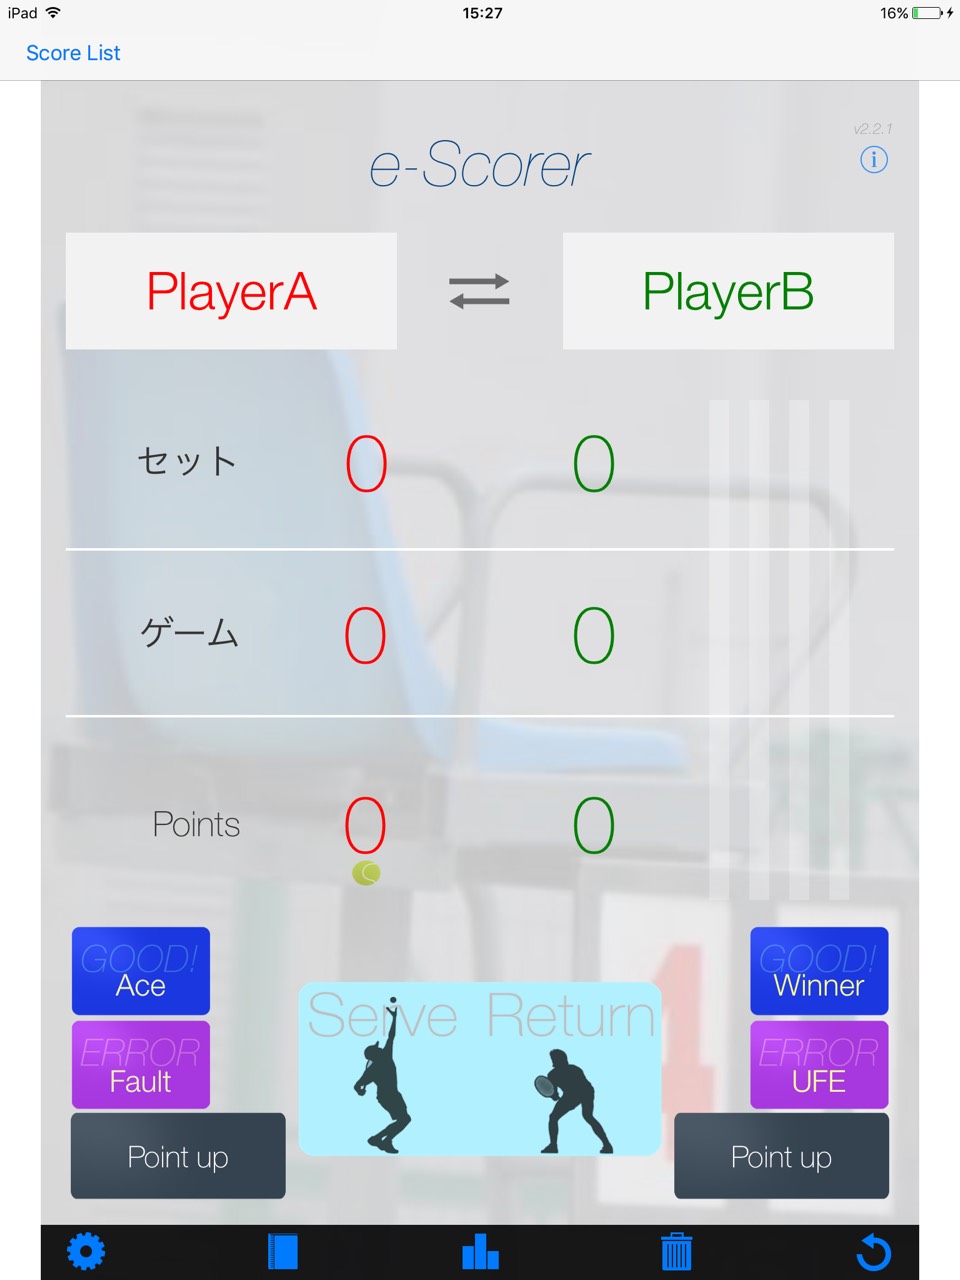 iPad 15:27 16%
Score List
v2.2.1
e-Scorer
PlayerA PlayerB
セット 0 0
ゲーム 0 0
Points 0 0
GOOD! GOOD!
Ace Winner
Serve Return
ERROR ERROR
Fault UFE
Point up Point up